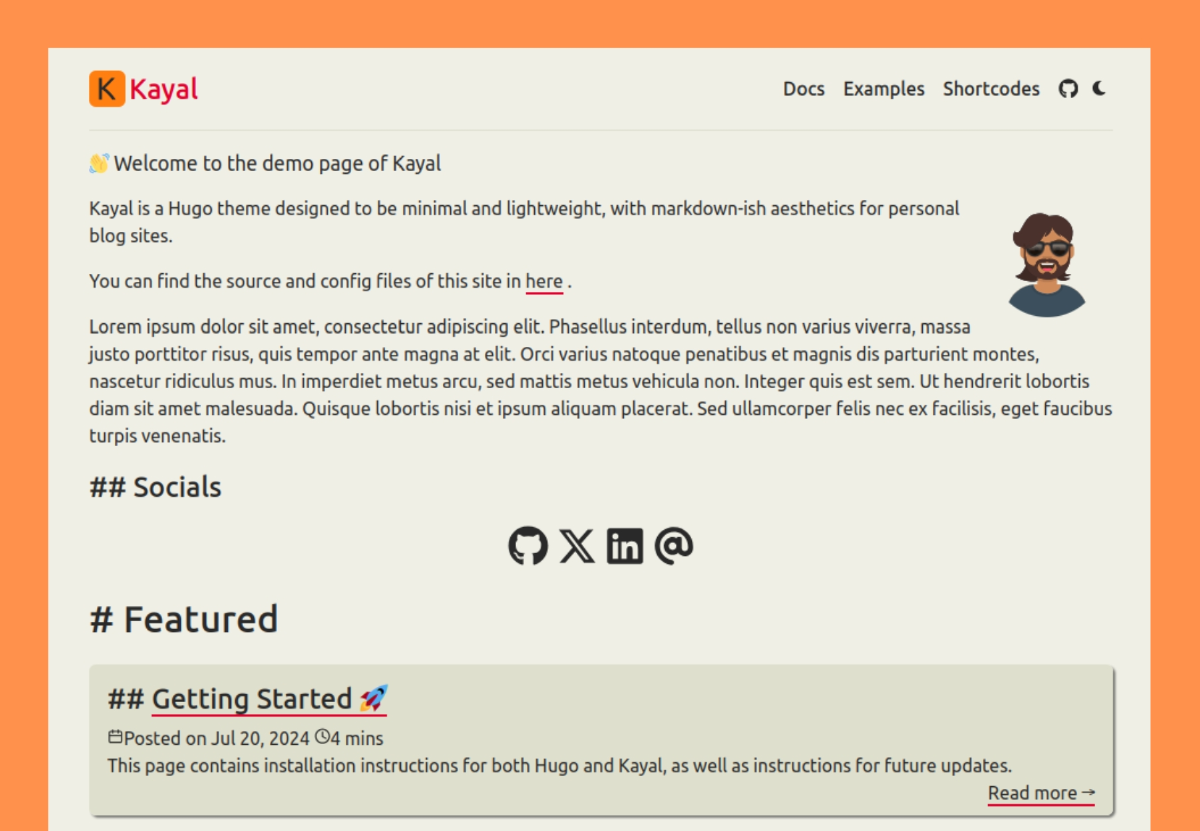 K Kayal
Docs Examples Shortcodes
👋 Welcome to the demo page of Kayal
Kayal is a Hugo theme designed to be minimal and lightweight, with markdown-ish aesthetics for personal
blog sites.
You can find the source and config files of this site in here .
Lorem ipsum dolor sit amet, consectetur adipiscing elit. Phasellus interdum, tellus non varius viverra, massa
justo porttitor risus, quis tempor ante magna at elit. Orci varius natoque penatibus et magnis dis parturient montes,
nascetur ridiculus mus. In imperdiet metus arcu, sed mattis metus vehicula non. Integer quis est sem. Ut hendrerit lobortis
diam sit amet malesuada. Quisque lobortis nisi et ipsum aliquam placerat. Sed ullamcorper felis nec ex facilisis, eget faucibus
turpis venenatis.
## Socials
# Featured
## Getting Started 🚀
Posted on Jul 20, 2024 4 mins
This page contains installation instructions for both Hugo and Kayal, as well as instructions for future updates.
Read more →